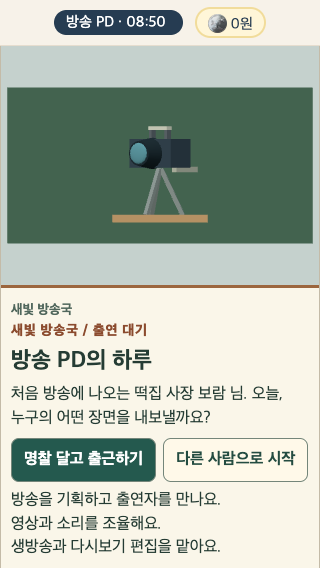 방송 PD · 08:50
0원
새빛 방송국
새빛 방송국 / 출연 대기
방송 PD의 하루
처음 방송에 나오는 떡집 사장 보람 님. 오늘,
누구의 어떤 장면을 내보낼까요?
명찰 달고 출근하기
다른 사람으로 시작
방송을 기획하고 출연자를 만나요.
영상과 소리를 조율해요.
생방송과 다시보기 편집을 맡아요.